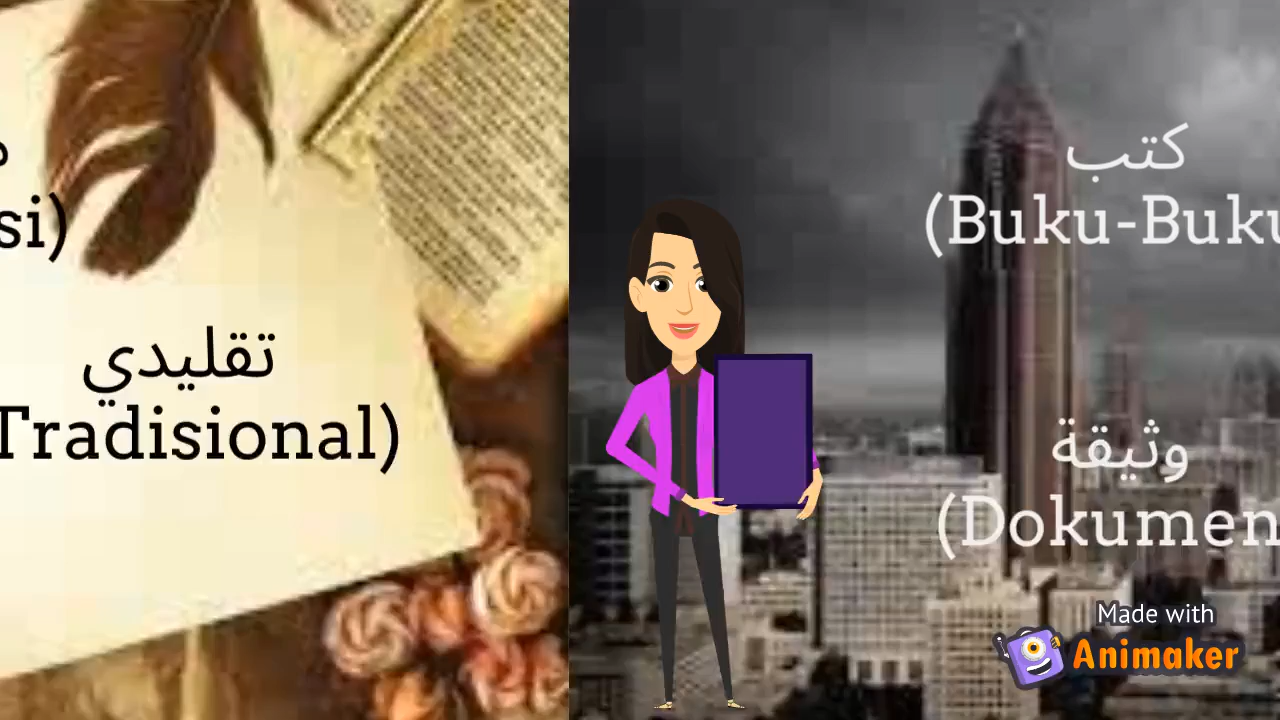 si)
تقليدي
Tradisional)
كتب
(Buku-Buku
وثيقة
(Dokumen
Made with
Animaker